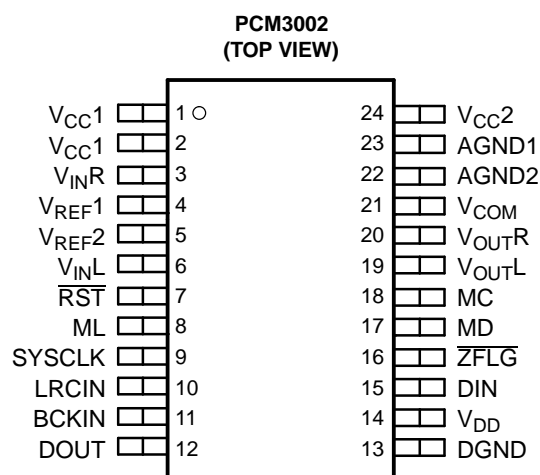 PCM3002
(TOP VIEW)
VCC1 1 24 VCC2
VCC1 2 23 AGND1
VINR 3 22 AGND2
VREF1 4 21 VCOM
VREF2 5 20 VOUTR
VINL 6 19 VOUTL
RST 7 18 MC
ML 8 17 MD
SYSCLK 9 16 ZFLG
LRCIN 10 15 DIN
BCKIN 11 14 VDD
DOUT 12 13 DGND